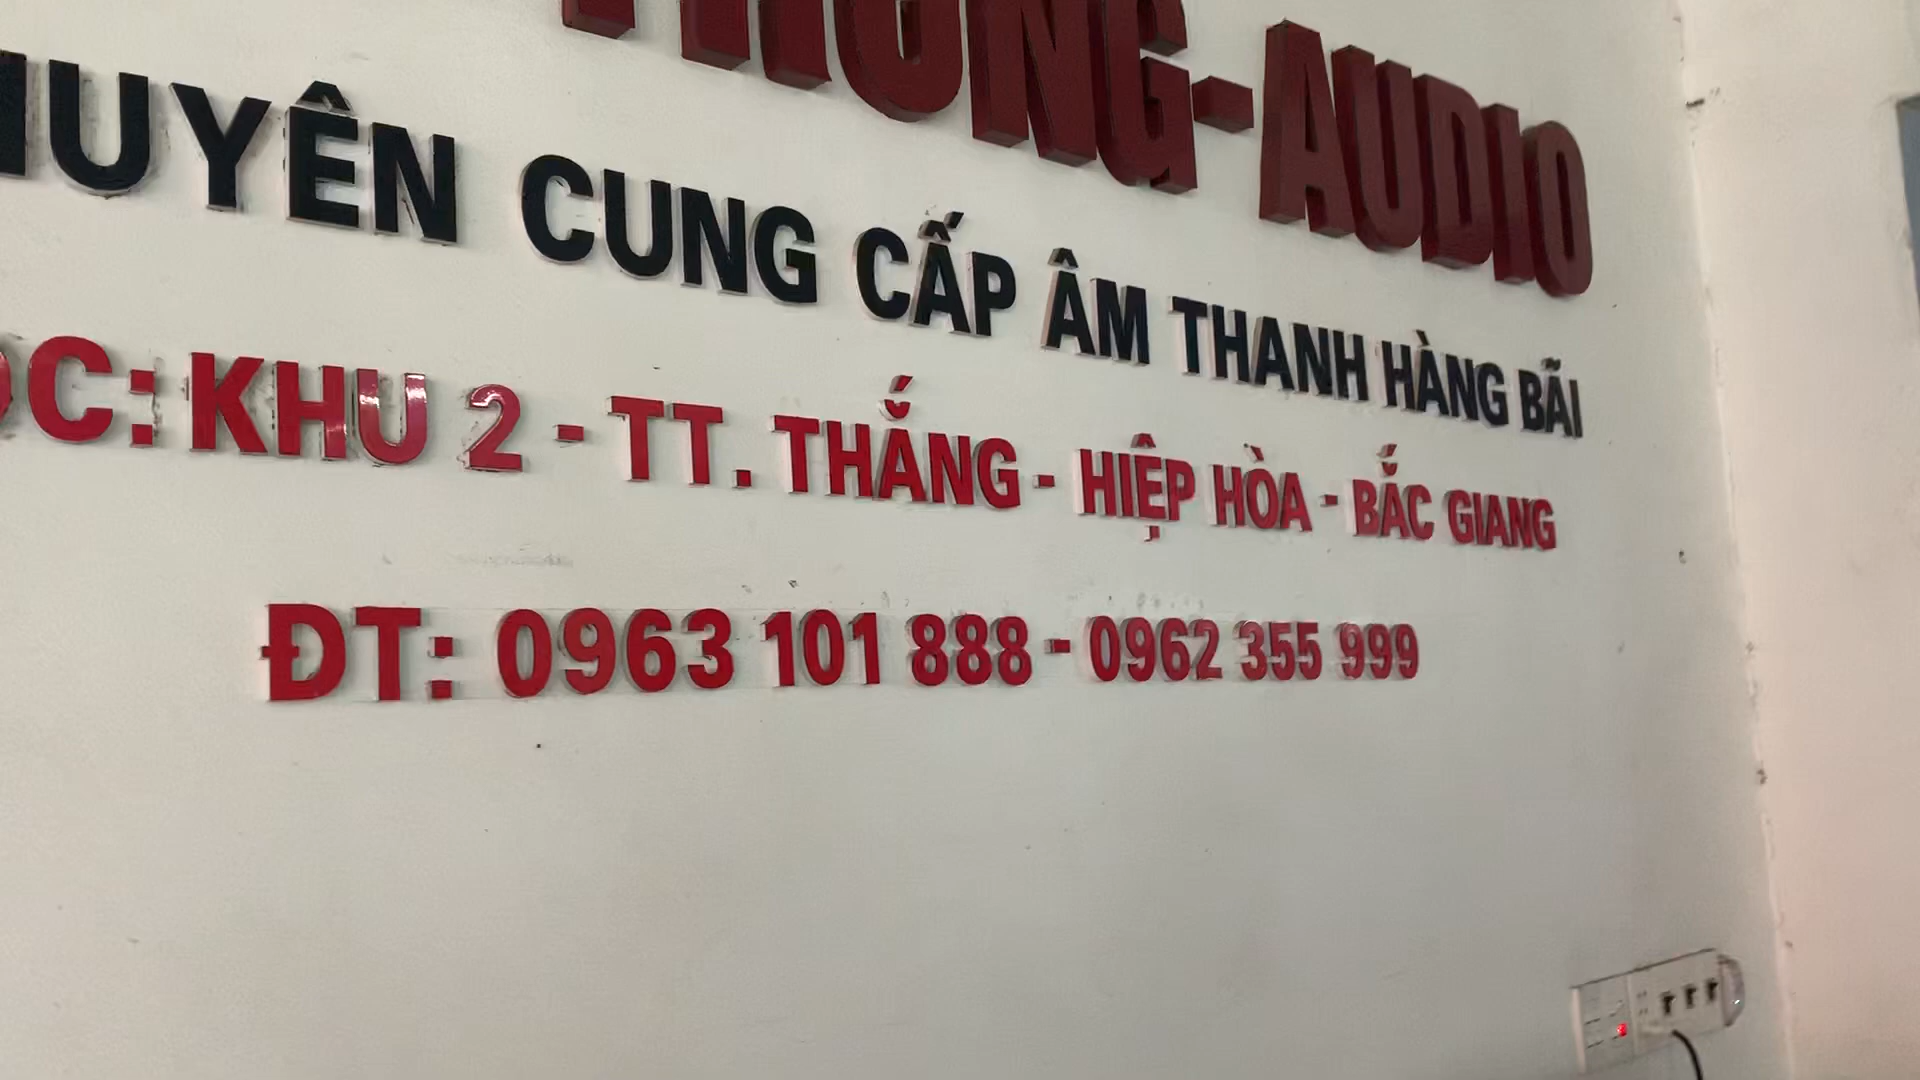 -AUDIO
CUNG CẤP ÂM THANH HÀNG BÃI
KHU 2 - TT. THẮNG - HIỆP HÒA - BẮC GIANG
ĐT: 0963 101 888 - 0962 355 999